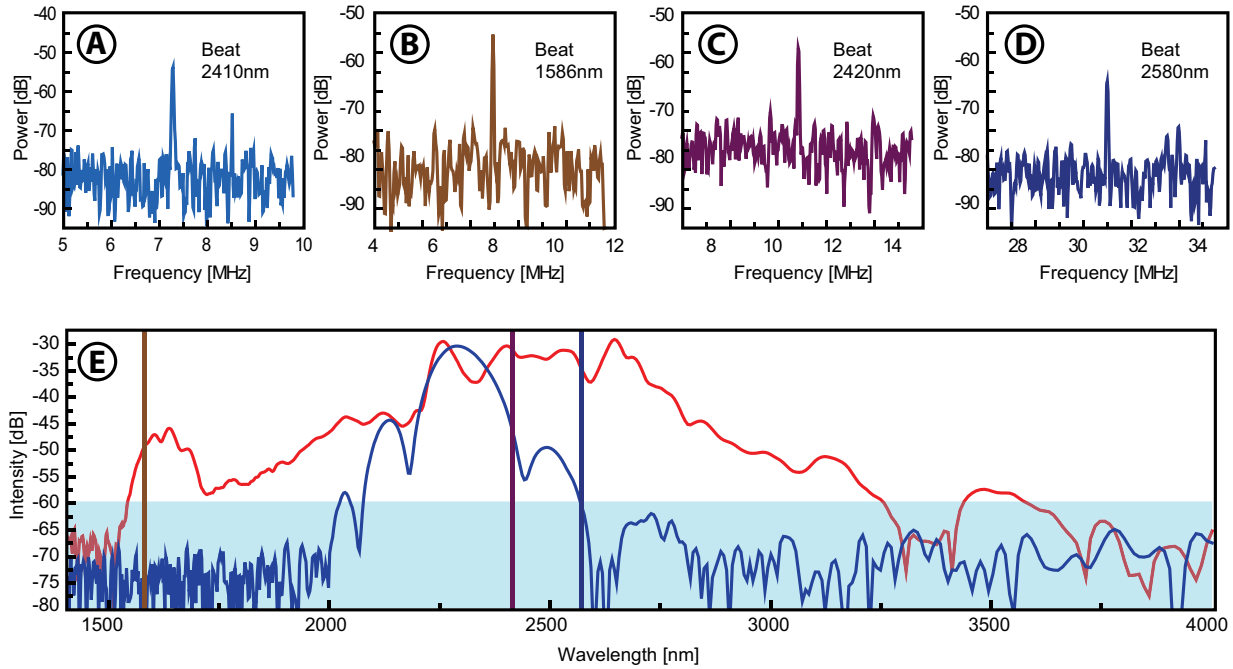 A
Beat
2410nm
Power [dB]
-40
-50
-60
-70
-80
-90
5 6 7 8 9 10
Frequency [MHz]
B
Beat
1586nm
Power [dB]
-50
-60
-70
-80
-90
4 6 8 10 12
Frequency [MHz]
C
Beat
2420nm
Power [dB]
-50
-60
-70
-80
-90
8 10 12 14
Frequency [MHz]
D
Beat
2580nm
Power [dB]
-50
-60
-70
-80
-90
28 30 32 34
Frequency [MHz]
E
Intensity [dB]
-30
-35
-40
-45
-50
-55
-60
-65
-70
-75
-80
1500 2000 2500 3000 3500 4000
Wavelength [nm]